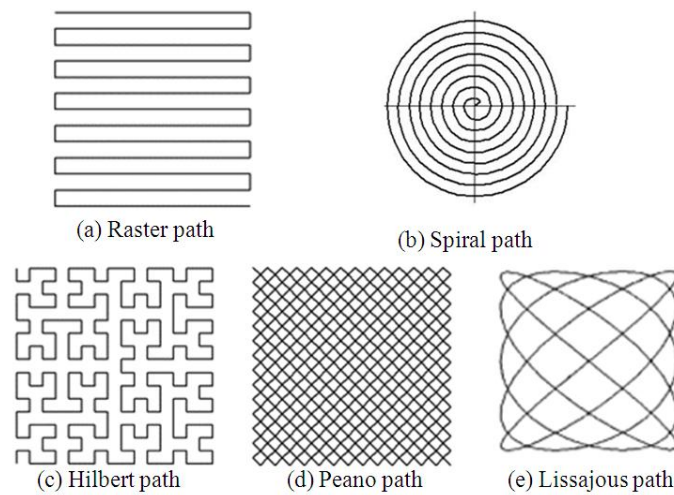 (a) Raster path
(b) Spiral path
(c) Hilbert path
(d) Peano path
(e) Lissajous path